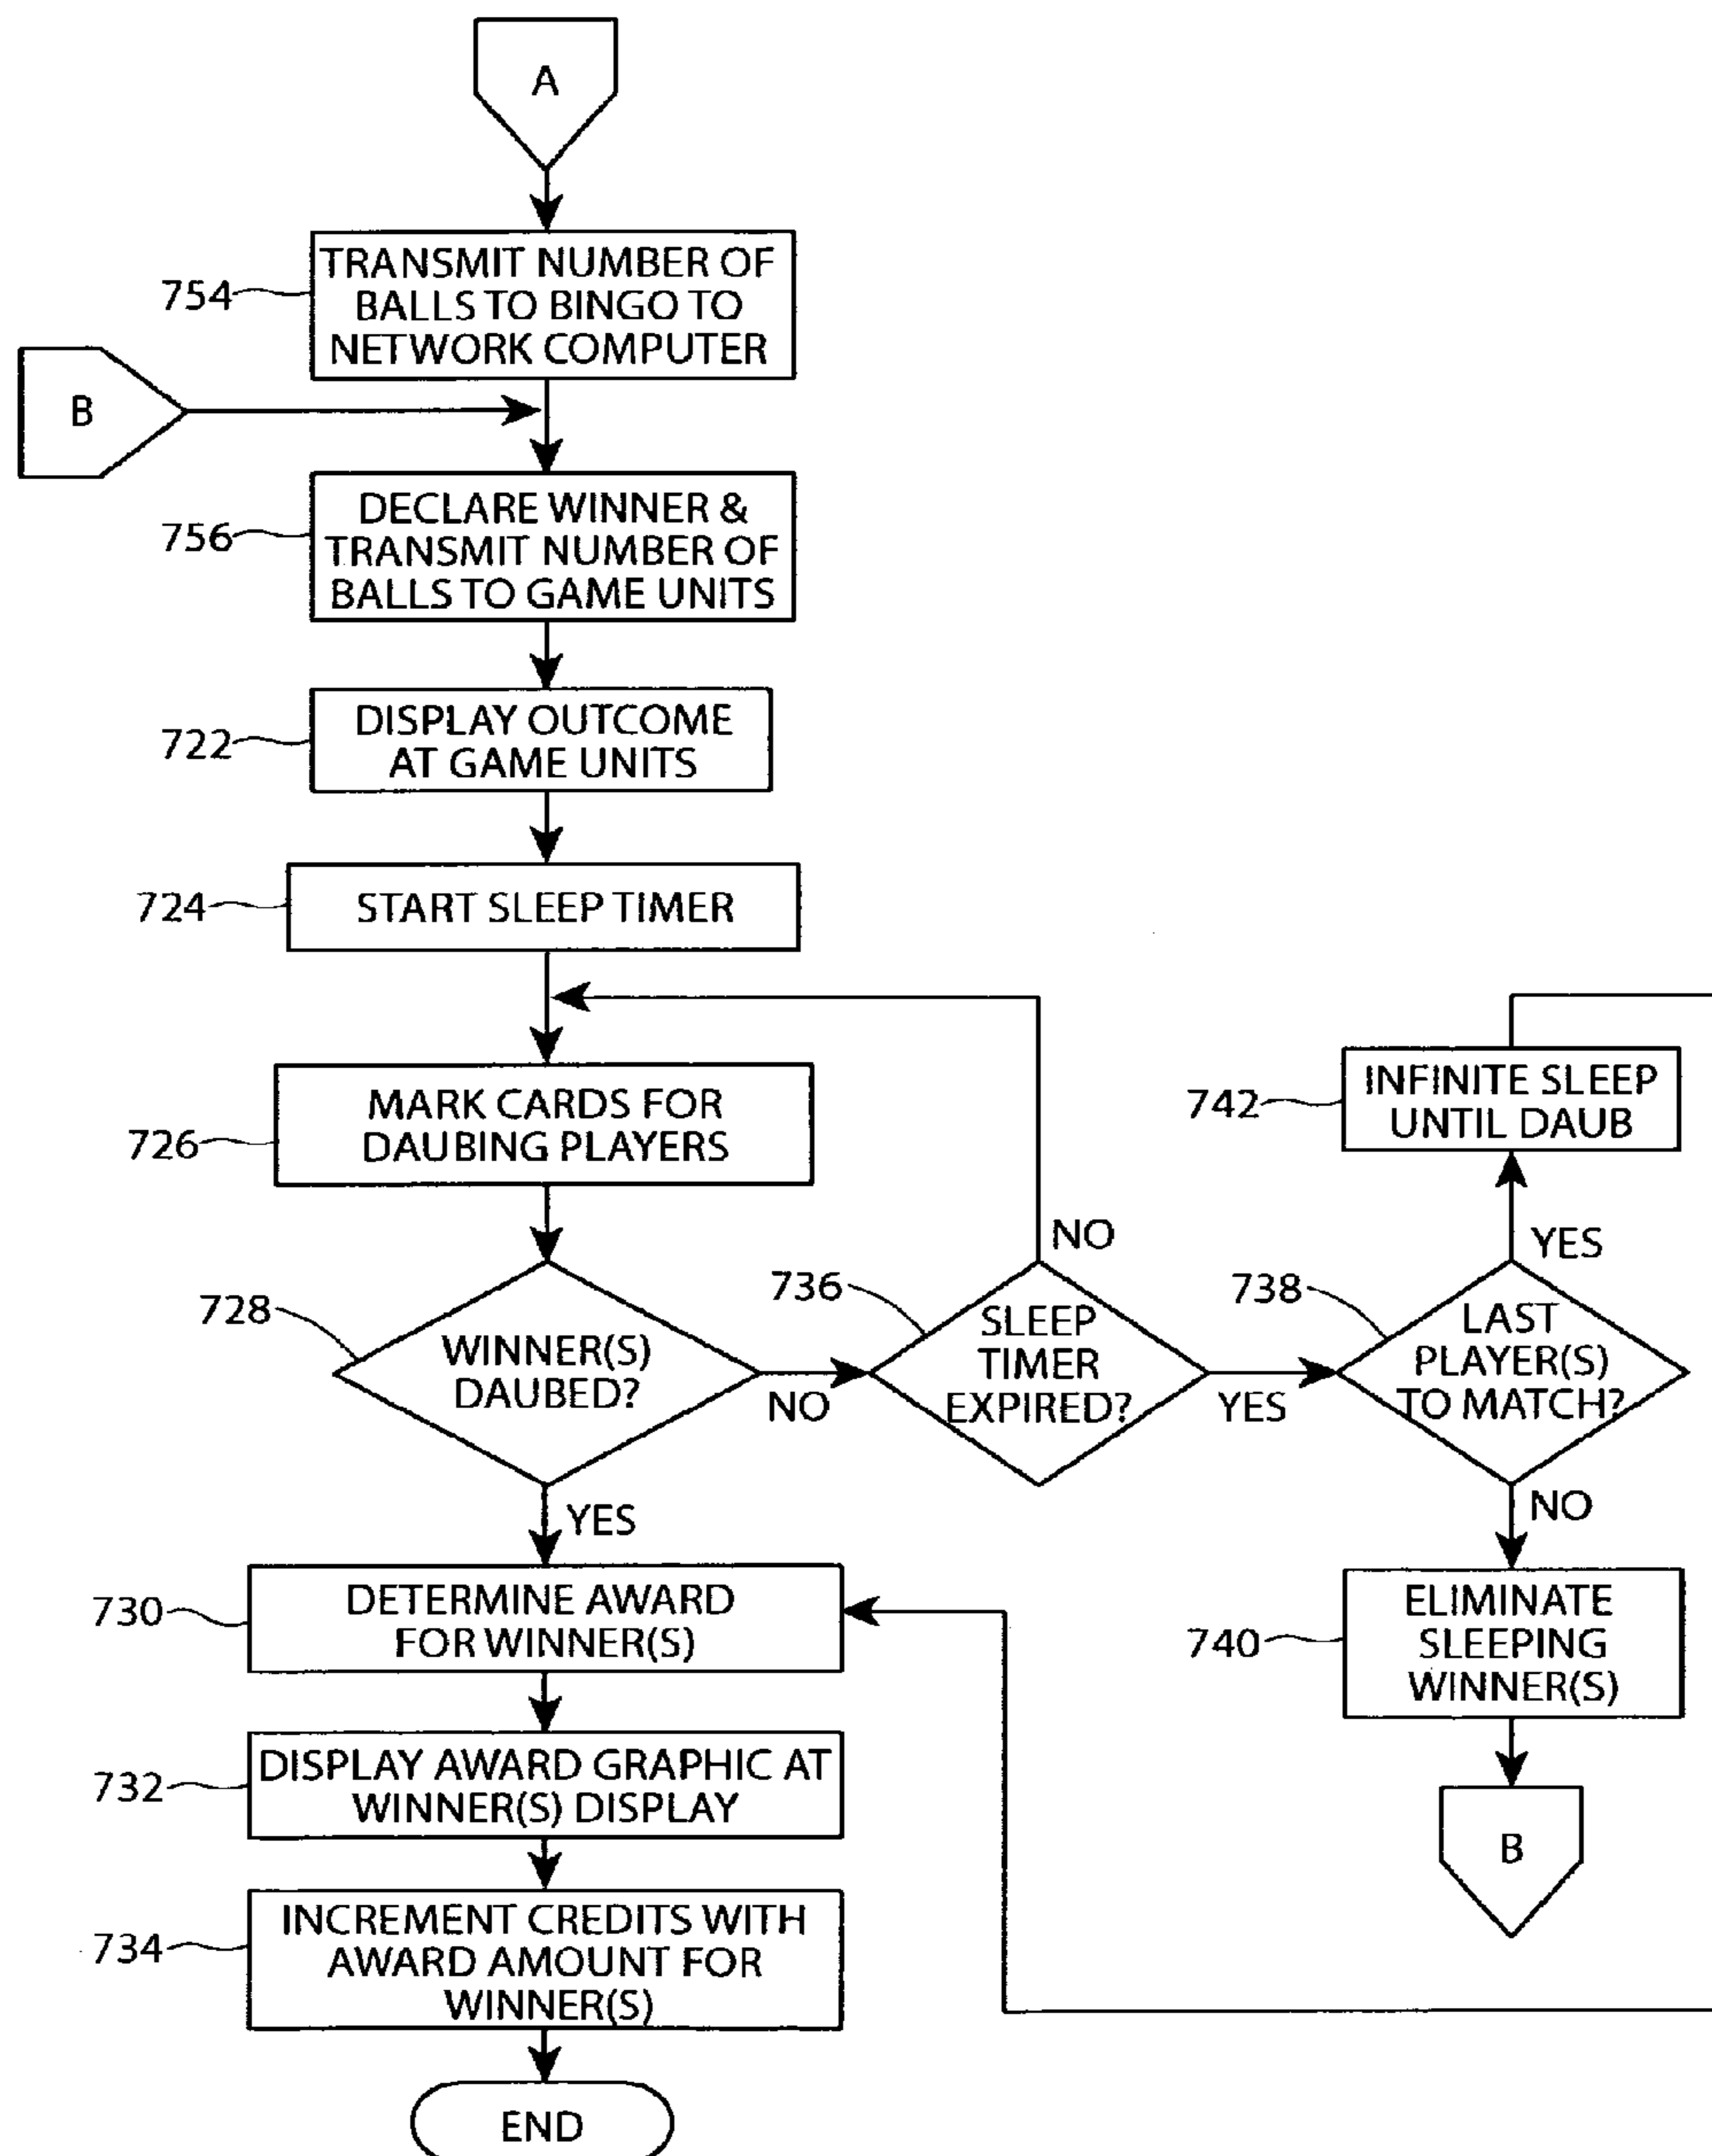 A
754
TRANSMIT NUMBER OF
BALLS TO BINGO TO
NETWORK COMPUTER
B
756
DECLARE WINNER &
TRANSMIT NUMBER OF
BALLS TO GAME UNITS
722
DISPLAY OUTCOME
AT GAME UNITS
724
START SLEEP TIMER
726
MARK CARDS FOR
DAUBING PLAYERS
742
INFINITE SLEEP
UNTIL DAUB
728
WINNER(S)
DAUBED?
NO
YES
736
SLEEP
TIMER
EXPIRED?
NO
YES
738
LAST
PLAYER(S)
TO MATCH?
YES
NO
730
DETERMINE AWARD
FOR WINNER(S)
740
ELIMINATE
SLEEPING
WINNER(S)
732
DISPLAY AWARD GRAPHIC AT
WINNER(S) DISPLAY
B
734
INCREMENT CREDITS WITH
AWARD AMOUNT FOR
WINNER(S)
END